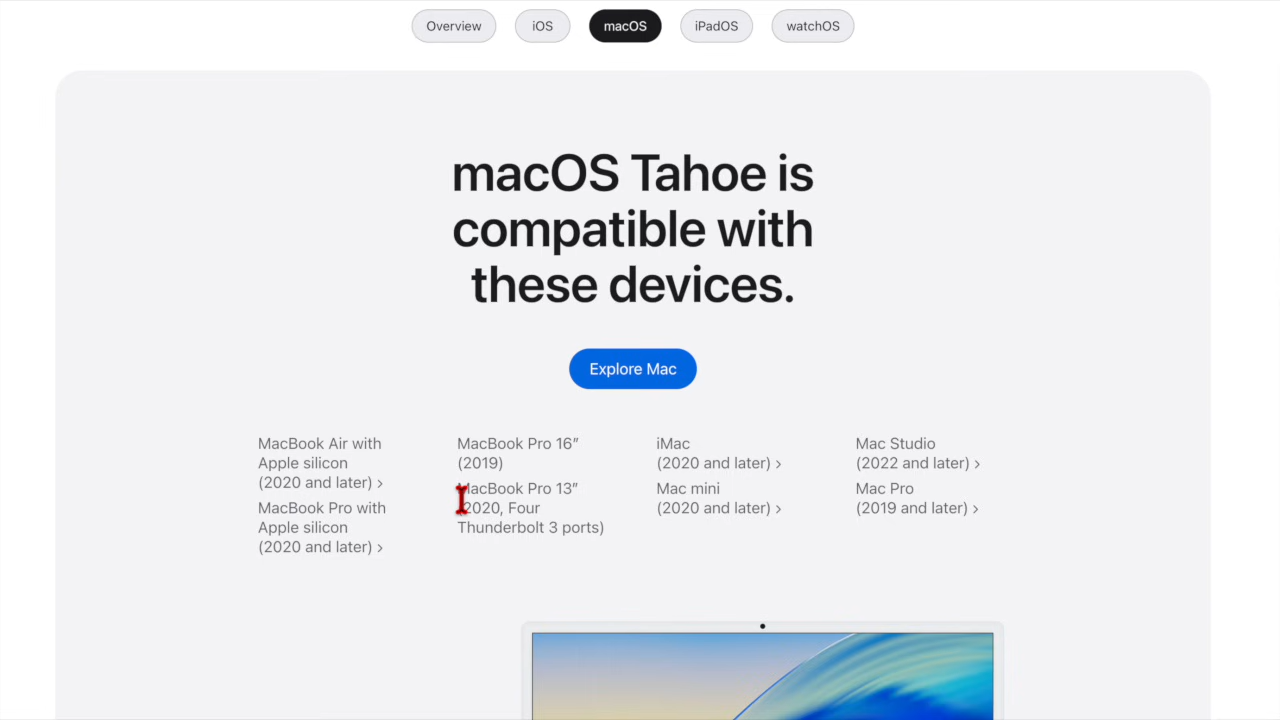 Overview
iOS
macOS
iPadOS
watchOS
macOS Tahoe is
compatible with
these devices.
Explore Mac
MacBook Air with
Apple silicon
(2020 and later) >
MacBook Pro with
Apple silicon
(2020 and later) >
MacBook Pro 16″
(2019)
MacBook Pro 13″
(2020, Four
Thunderbolt 3 ports)
iMac
(2020 and later) >
Mac mini
(2020 and later) >
Mac Studio
(2022 and later) >
Mac Pro
(2019 and later) >